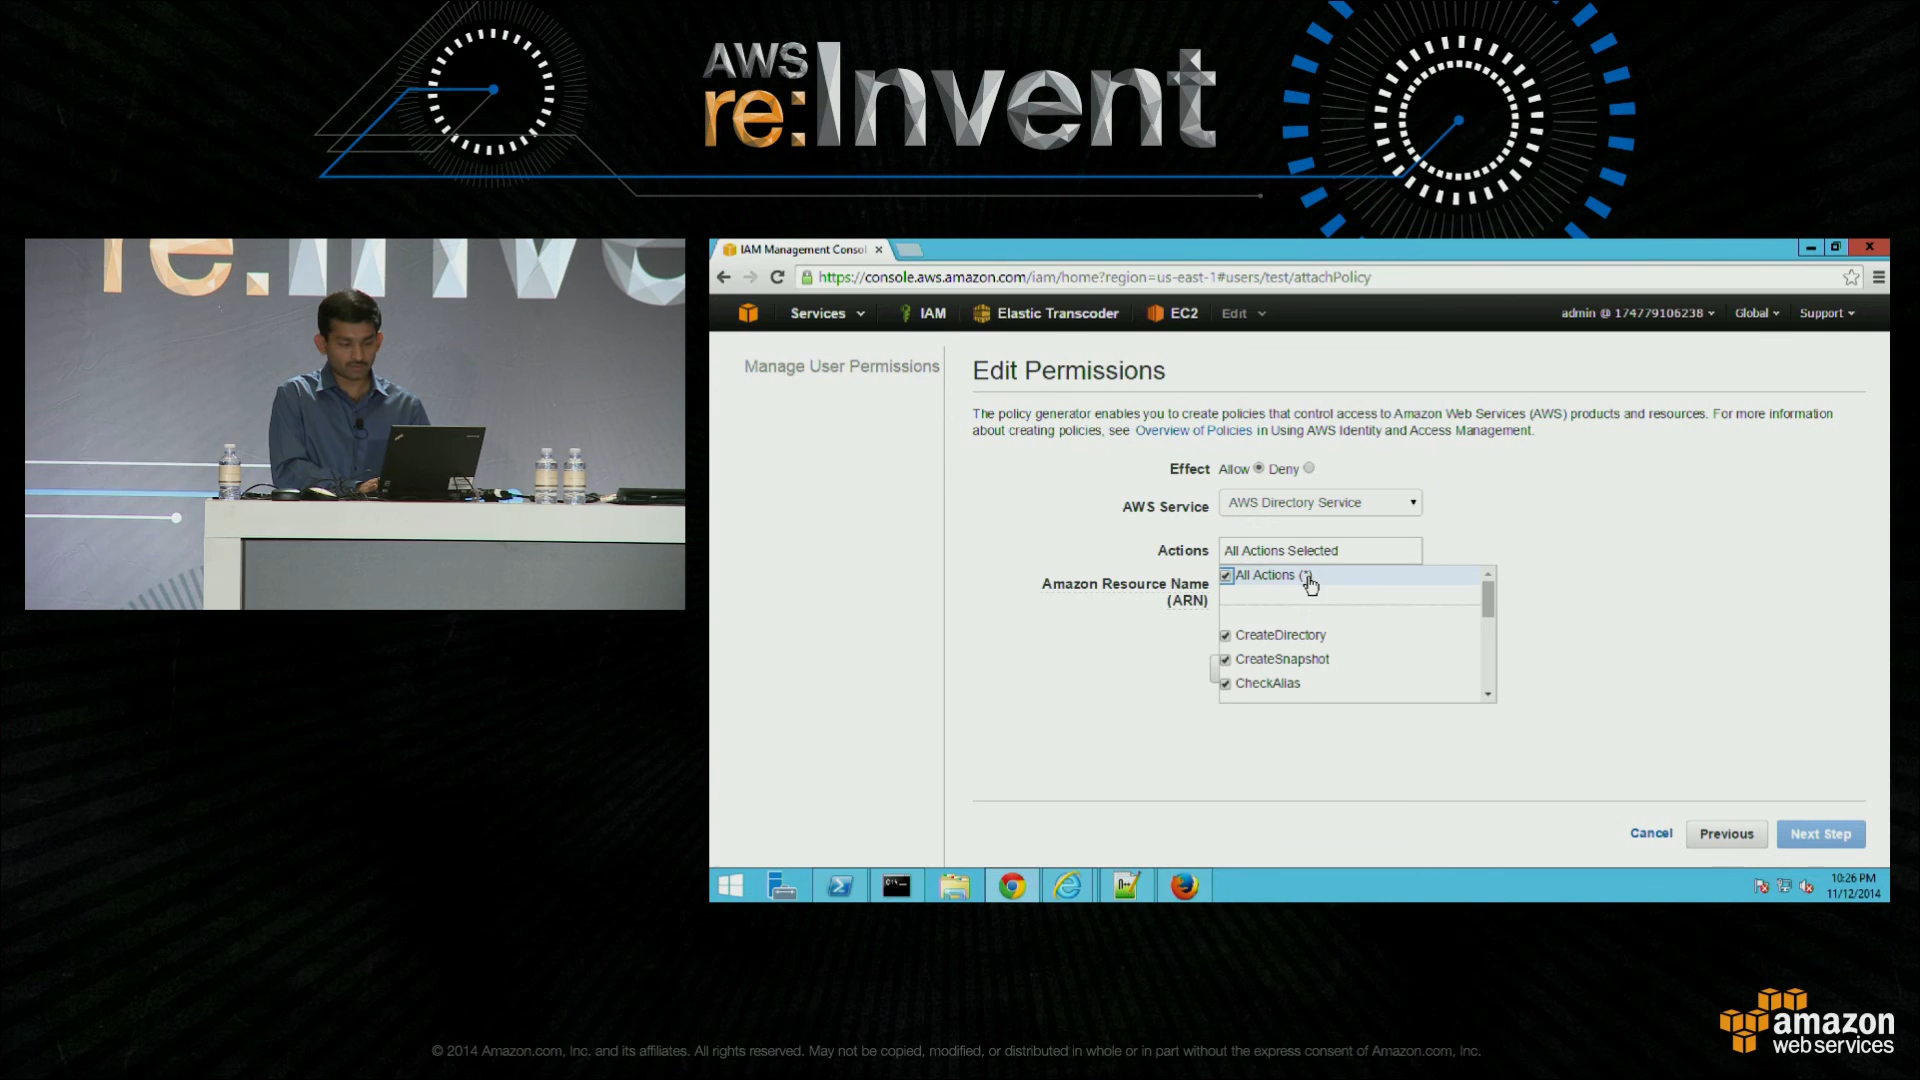 AWS
re:Invent
re:Inve
IAM Management Consol
https://console.aws.amazon.com/iam/home?region=us-east-1#users/test/attachPolicy
Services
IAM
Elastic Transcoder
EC2
Edit
admin @ 174779106238
Global
Support
Manage User Permissions
Edit Permissions
The policy generator enables you to create policies that control access to Amazon Web Services (AWS) products and resources. For more information
about creating policies, see Overview of Policies in Using AWS Identity and Access Management.
Effect Allow Deny
AWS Service AWS Directory Service
Actions All Actions Selected
All Actions (*)
Amazon Resource Name
(ARN)
CreateDirectory
CreateSnapshot
CheckAlias
Cancel
Previous
Next Step
10:26 PM
11/12/2014
amazon
web services
© 2014 Amazon.com, Inc. and its affiliates. All rights reserved. May not be copied, modified, or distributed in whole or in part without the express consent of Amazon.com, Inc.